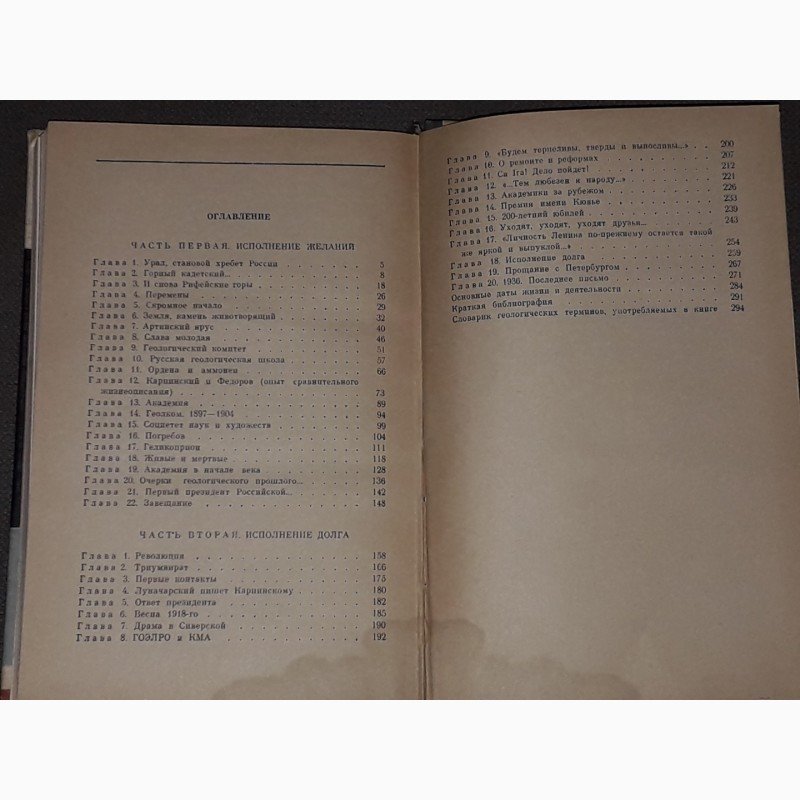 ОГЛАВЛЕНИЕ
ЧАСТЬ ПЕРВАЯ. ИСПОЛНЕНИЕ ЖЕЛАНИЙ
Глава 1. Урал, становой хребет России . . . . . . . . 5
Глава 2. Горный кадетский... . . . . . . . . 8
Глава 3. И снова Рифейские горы . . . . . . . . 18
Глава 4. Перемены . . . . . . . . 26
Глава 5. Скромное начало . . . . . . . . 29
Глава 6. Земля, камень животворящий . . . . . . . . 32
Глава 7. Артинский ярус . . . . . . . . 40
Глава 8. Слава молодая . . . . . . . . 46
Глава 9. Геологический комитет . . . . . . . . 51
Глава 10. Русская геологическая школа . . . . . . . . 57
Глава 11. Ордена и аммонеи . . . . . . . . 66
Глава 12. Карпинский и Федоров (опыт сравнительного
жизнеописания) . . . . . . . . 73
Глава 13. Академия . . . . . . . . 89
Глава 14. Геолком. 1897—1904 . . . . . . . . 94
Глава 15. Социетет наук и художеств . . . . . . . . 99
Глава 16. Погребов . . . . . . . . 104
Глава 17. Геликоприон . . . . . . . . 111
Глава 18. Живые и мертвые . . . . . . . . 118
Глава 19. Академия в начале века . . . . . . . . 128
Глава 20. Очерки геологического прошлого... . . . . . . . . 136
Глава 21. Первый президент Российской... . . . . . . . . 142
Глава 22. Завещание . . . . . . . . 148
ЧАСТЬ ВТОРАЯ. ИСПОЛНЕНИЕ ДОЛГА
Глава 1. Революция . . . . . . . . 158
Глава 2. Триумвират . . . . . . . . 166
Глава 3. Первые контакты . . . . . . . . 175
Глава 4. Луначарский пишет Карпинскому . . . . . . . . 180
Глава 5. Ответ президента . . . . . . . . 182
Глава 6. Весна 1918-го . . . . . . . . 185
Глава 7. Драма в Сиверской . . . . . . . . 190
Глава 8. ГОЭЛРО и КМА . . . . . . . . 192
Глава 9. «Будем терпеливы, тверды и выносливы...» . . 200
Глава 10. О ремонте и реформах . . . . . . . . 207
Глава 11. Ça Ira! Дело пойдет! . . . . . . . . 212
Глава 12. «...Тем любезен я народу...» . . . . . . . . 221
Глава 13. Академики за рубежом . . . . . . . . 226
Глава 14. Премия имени Кювье . . . . . . . . 233
Глава 15. 200-летний юбилей . . . . . . . . 239
Глава 16. Уходят, уходят, уходят друзья... . . . . . . . . 243
Глава 17. «Личность Ленина по-прежнему остается такой
же яркой и выпуклой...» . . . . . . . . 254
Глава 18. Исполнение долга . . . . . . . . 259
Глава 19. Прощание с Петербургом . . . . . . . . 267
Глава 20. 1936. Последнее письмо . . . . . . . . 271
Основные даты жизни и деятельности . . . . . . . . 284
Краткая библиография . . . . . . . . 291
Словарик геологических терминов, употребляемых в книге 294